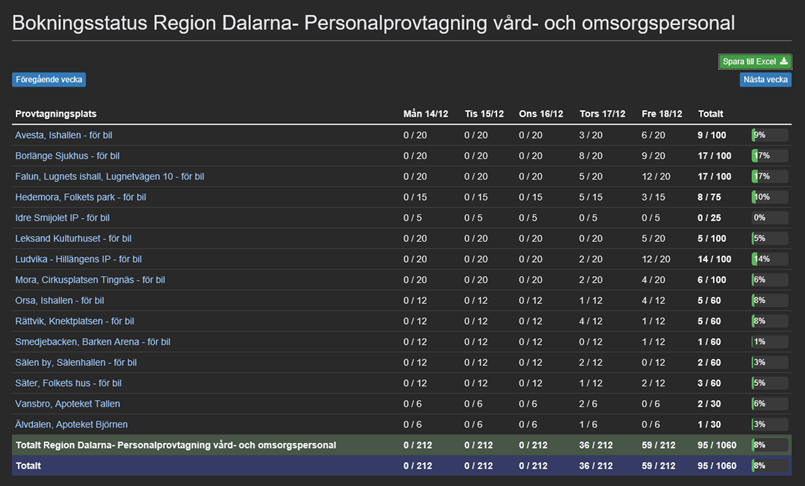 Bokningsstatus Region Dalarna- Personalprovtagning vård- och omsorgspersonal
Spara till Excel
Föregående vecka
Nästa vecka
Provtagningsplats Mån 14/12 Tis 15/12 Ons 16/12 Tors 17/12 Fre 18/12 Totalt
Avesta, Ishallen - för bil 0 / 20 0 / 20 0 / 20 3 / 20 6 / 20 9 / 100 9%
Borlänge Sjukhus - för bil 0 / 20 0 / 20 0 / 20 8 / 20 9 / 20 17 / 100 17%
Falun, Lugnets ishall, Lugnetvägen 10 - för bil 0 / 20 0 / 20 0 / 20 5 / 20 12 / 20 17 / 100 17%
Hedemora, Folkets park - för bil 0 / 15 0 / 15 0 / 15 5 / 15 3 / 15 8 / 75 10%
Idre Smijolet IP - för bil 0 / 5 0 / 5 0 / 5 0 / 5 0 / 5 0 / 25 0%
Leksand Kulturhuset - för bil 0 / 20 0 / 20 0 / 20 0 / 20 5 / 20 5 / 100 5%
Ludvika - Hillängens IP - för bil 0 / 20 0 / 20 0 / 20 2 / 20 12 / 20 14 / 100 14%
Mora, Cirkusplatsen Tingnäs - för bil 0 / 20 0 / 20 0 / 20 2 / 20 4 / 20 6 / 100 6%
Orsa, Ishallen - för bil 0 / 12 0 / 12 0 / 12 1 / 12 4 / 12 5 / 60 8%
Rättvik, Knektplatsen - för bil 0 / 12 0 / 12 0 / 12 4 / 12 1 / 12 5 / 60 8%
Smedjebacken, Barken Arena - för bil 0 / 12 0 / 12 0 / 12 0 / 12 1 / 12 1 / 60 1%
Sälen by, Sälenhallen - för bil 0 / 12 0 / 12 0 / 12 2 / 12 0 / 12 2 / 60 3%
Säter, Folkets hus - för bil 0 / 12 0 / 12 0 / 12 1 / 12 2 / 12 3 / 60 5%
Vansbro, Apoteket Tallen 0 / 6 0 / 6 0 / 6 2 / 6 0 / 6 2 / 30 6%
Älvdalen, Apoteket Björnen 0 / 6 0 / 6 0 / 6 1 / 6 0 / 6 1 / 30 3%
Totalt Region Dalarna- Personalprovtagning vård- och omsorgspersonal 0 / 212 0 / 212 0 / 212 36 / 212 59 / 212 95 / 1060 8%
Totalt 0 / 212 0 / 212 0 / 212 36 / 212 59 / 212 95 / 1060 8%